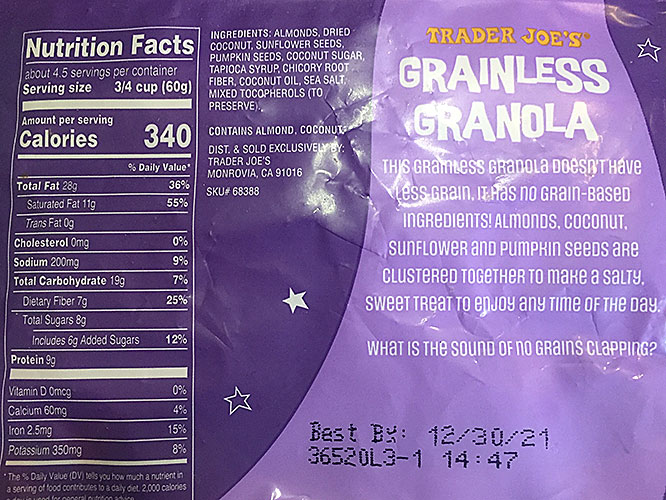 Nutrition Facts
about 4.5 servings per container
Serving size 3/4 cup (60g)
Amount per serving
Calories 340
% Daily Value*
Total Fat 28g 36%
Saturated Fat 11g 55%
Trans Fat 0g
Cholesterol 0mg 0%
Sodium 200mg 9%
Total Carbohydrate 19g 7%
Dietary Fiber 7g 25%
Total Sugars 8g
Includes 6g Added Sugars 12%
Protein 9g
Vitamin D 0mcg 0%
Calcium 60mg 4%
Iron 2.5mg 15%
Potassium 350mg 8%
*The % Daily Value (DV) tells you how much a nutrient in
a serving of food contributes to a daily diet. 2,000 calories
a day is used for general nutrition advice.
INGREDIENTS: ALMONDS, DRIED
COCONUT, SUNFLOWER SEEDS,
PUMPKIN SEEDS, COCONUT SUGAR,
TAPIOCA SYRUP, CHICORY ROOT
FIBER, COCONUT OIL, SEA SALT,
MIXED TOCOPHEROLS (TO
PRESERVE).
CONTAINS ALMOND, COCONUT.
DIST. & SOLD EXCLUSIVELY BY:
TRADER JOE'S
MONROVIA, CA 91016
SKU# 68388
TRADER JOE'S®
GRAINLESS
GRANOLA
THIS GRAINLESS GRANOLA DOESN'T HAVE
LESS GRAIN. IT HAS NO GRAIN-BASED
INGREDIENTS! ALMONDS, COCONUT,
SUNFLOWER AND PUMPKIN SEEDS ARE
CLUSTERED TOGETHER TO MAKE A SALTY,
SWEET TREAT TO ENJOY ANY TIME OF THE DAY.
WHAT IS THE SOUND OF NO GRAINS CLAPPING?
Best By: 12/30/21
36520L3-1 14:47